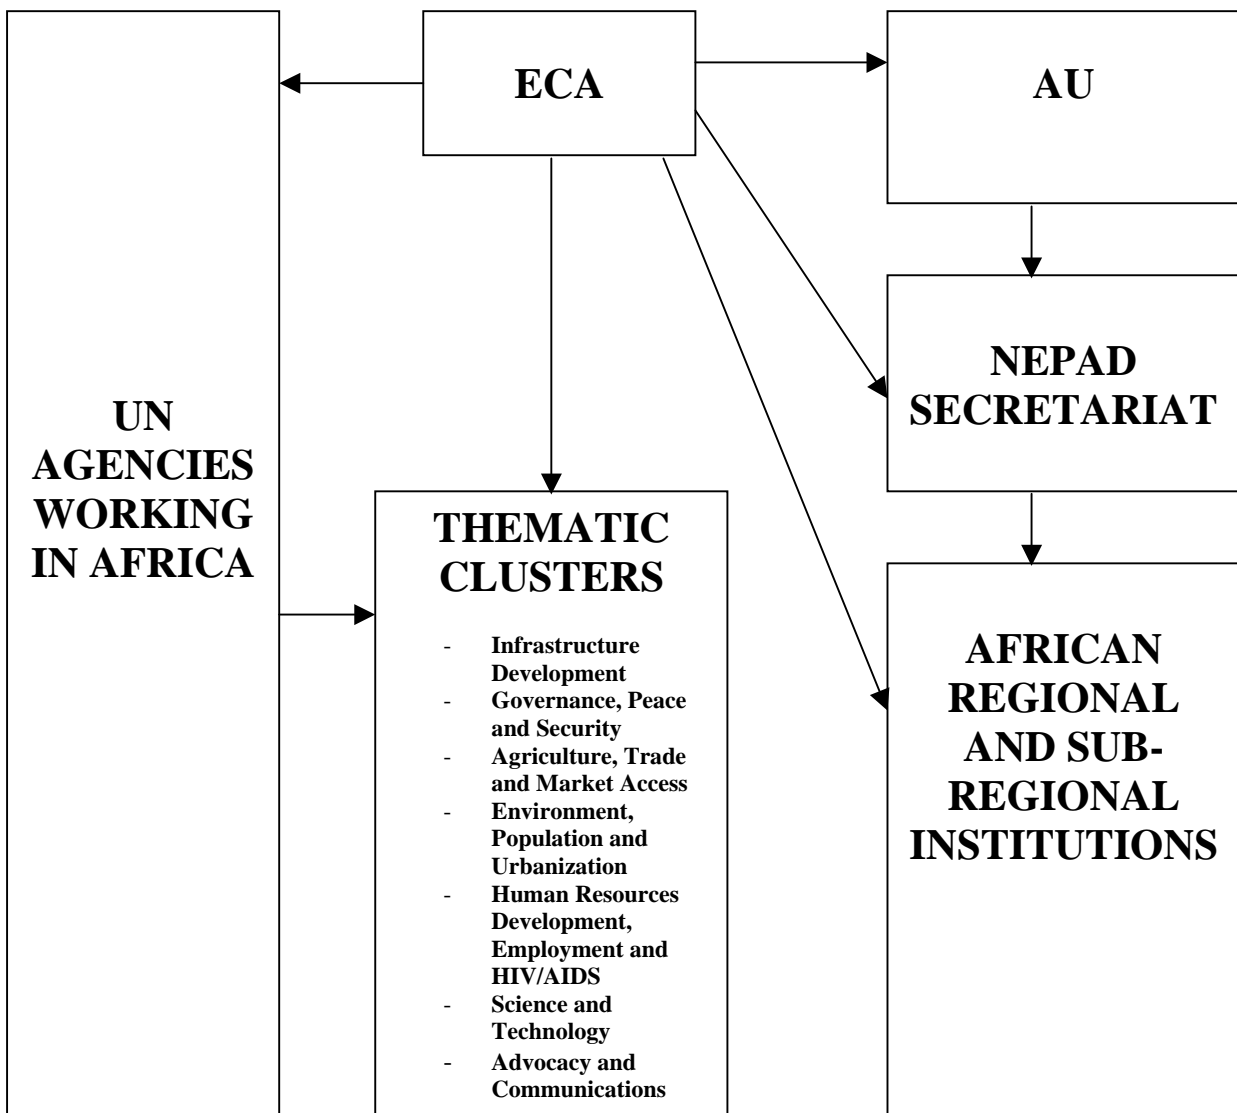 ECA
AU
NEPAD
SECRETARIAT
UN
AGENCIES
WORKING
IN AFRICA
THEMATIC
CLUSTERS
- Infrastructure
Development
- Governance, Peace
and Security
- Agriculture, Trade
and Market Access
- Environment,
Population and
Urbanization
- Human Resources
Development,
Employment and
HIV/AIDS
- Science and
Technology
- Advocacy and
Communications
AFRICAN
REGIONAL
AND SUB-
REGIONAL
INSTITUTIONS